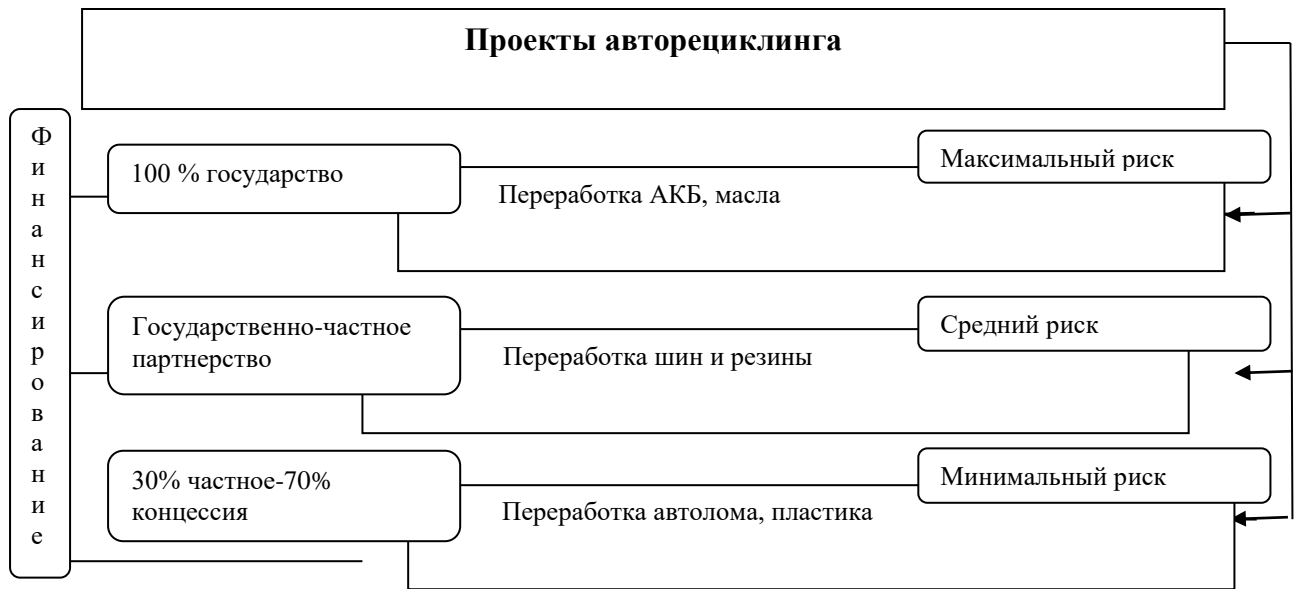 Проекты авторециклинга
Финансирование
100 % государство
Переработка АКБ, масла
Максимальный риск
Государственно-частное
партнерство
Переработка шин и резины
Средний риск
30% частное-70%
концессия
Переработка автолома, пластика
Минимальный риск